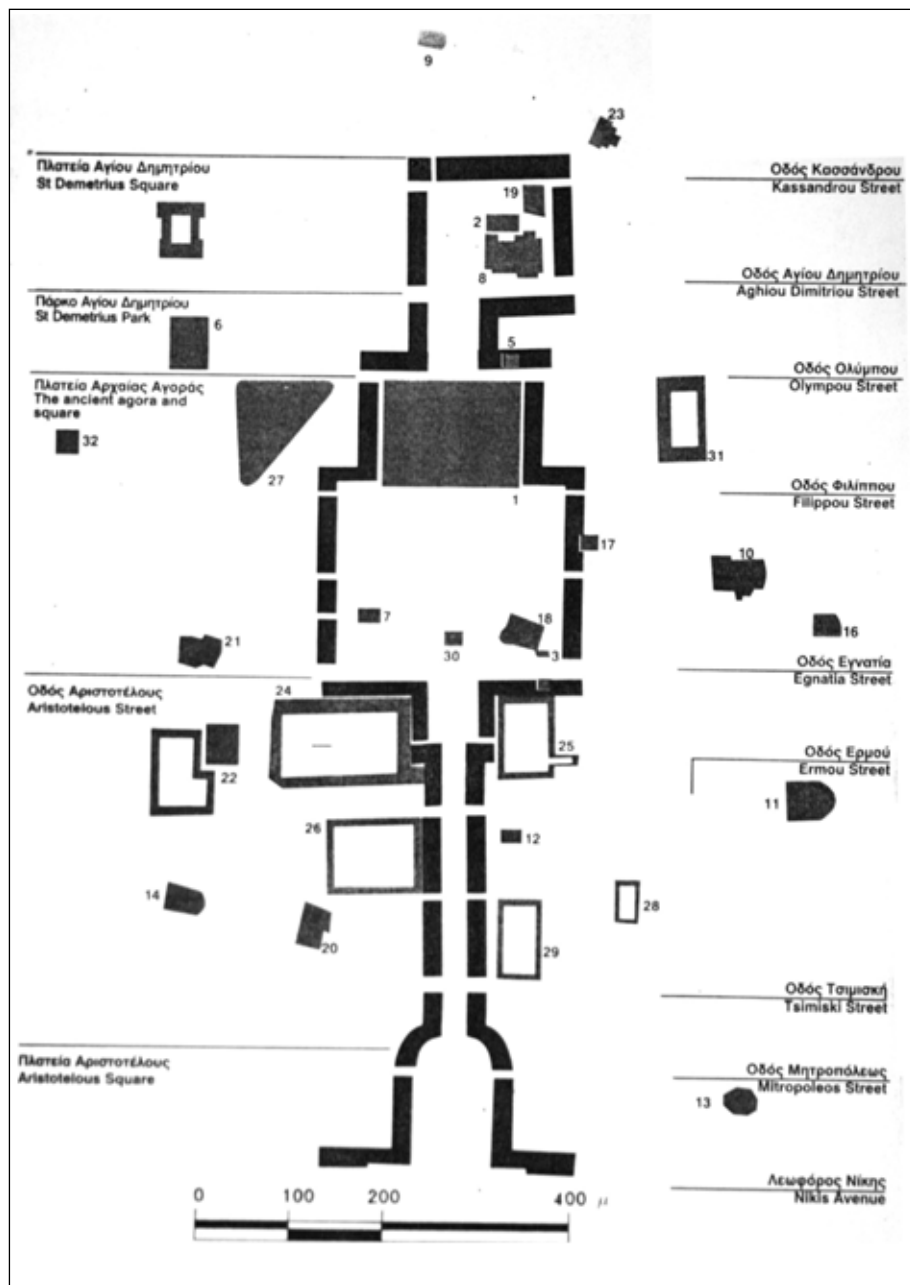 9
23
Πλατεία Αγίου Δημητρίου
St Demetrius Square
Οδός Κασσάνδρου
Kassandrou Street
19
2
8
Οδός Αγίου Δημητρίου
Aghiou Dimitriou Street
Πάρκο Αγίου Δημητρίου
St Demetrius Park
6
5
Οδός Ολύμπου
Olympou Street
Πλατεία Αρχαίας Αγοράς
The ancient agora and
square
32
27
31
1
Οδός Φιλίππου
Filippou Street
17
10
7
18
16
21
30
3
Οδός Εγνατία
Egnatia Street
24
Οδός Αριστοτέλους
Aristotelous Street
25
Οδός Ερμού
Ermou Street
22
11
26
12
14
28
20
29
Οδός Τσιμισκή
Tsimiski Street
Πλατεία Αριστοτέλους
Aristotelous Square
Οδός Μητροπόλεως
Mitropoleos Street
13
Λεωφόρος Νίκης
Nikis Avenue
0 100 200 400 μ